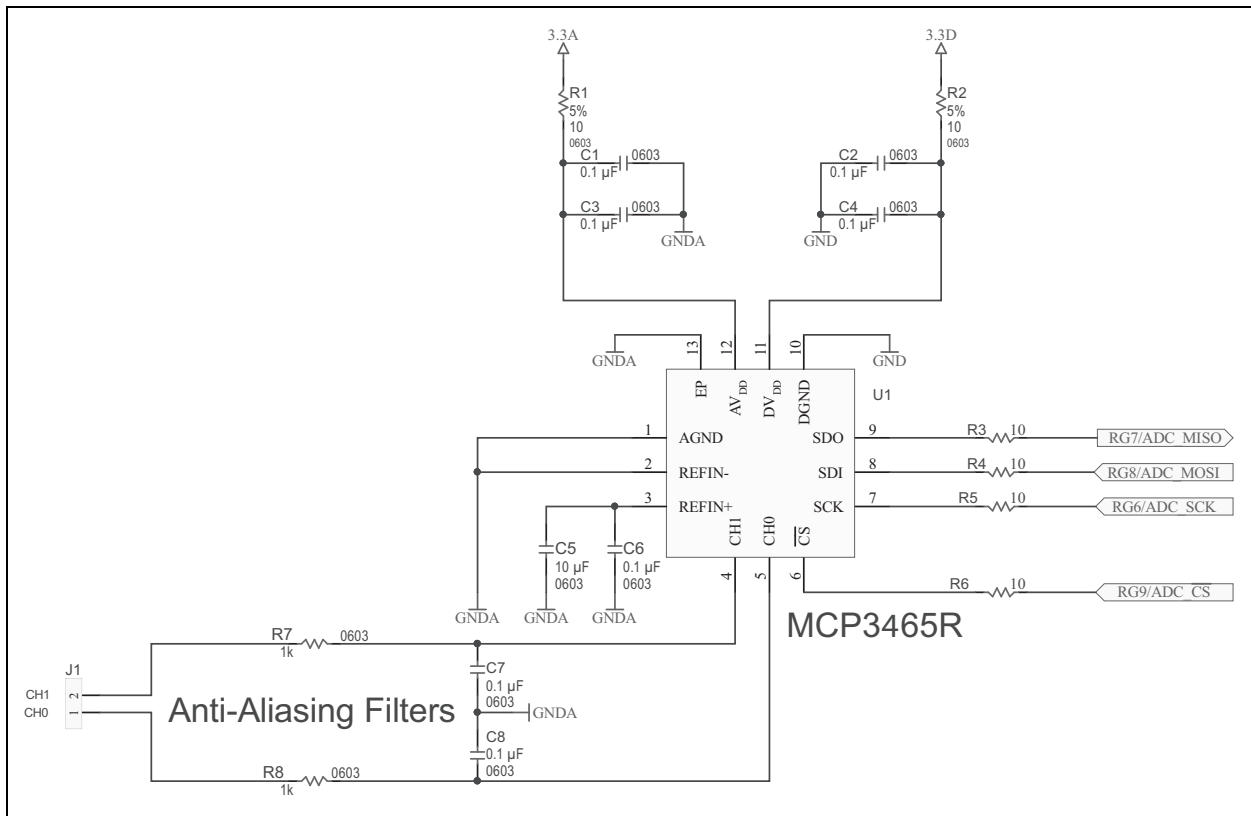 3.3A
3.3D
R1
5%
10
0603
R2
5%
10
0603
C1 0603
0.1 µF
C2 0603
0.1 µF
C3 0603
0.1 µF
GNDA
C4 0603
0.1 µF
GND
GNDA
13
12
11
10
GND
EP
AVDD
DVDD
DGND
U1
1 AGND
SDO 9 R3 10 RG7/ADC_MISO
2 REFIN-
SDI 8 R4 10 RG8/ADC_MOSI
3 REFIN+
SCK 7 R5 10 RG6/ADC_SCK
CH1
CH0
CS
C5
10 µF
0603
C6
0.1 µF
0603
4
5
6
R6 10 RG9/ADC_CS
GNDA
GNDA
GNDA
MCP3465R
R7 0603
1k
J1
CH1 2
CH0 1
C7
0.1 µF
0603
Anti-Aliasing Filters
GNDA
C8
0.1 µF
0603
R8 0603
1k